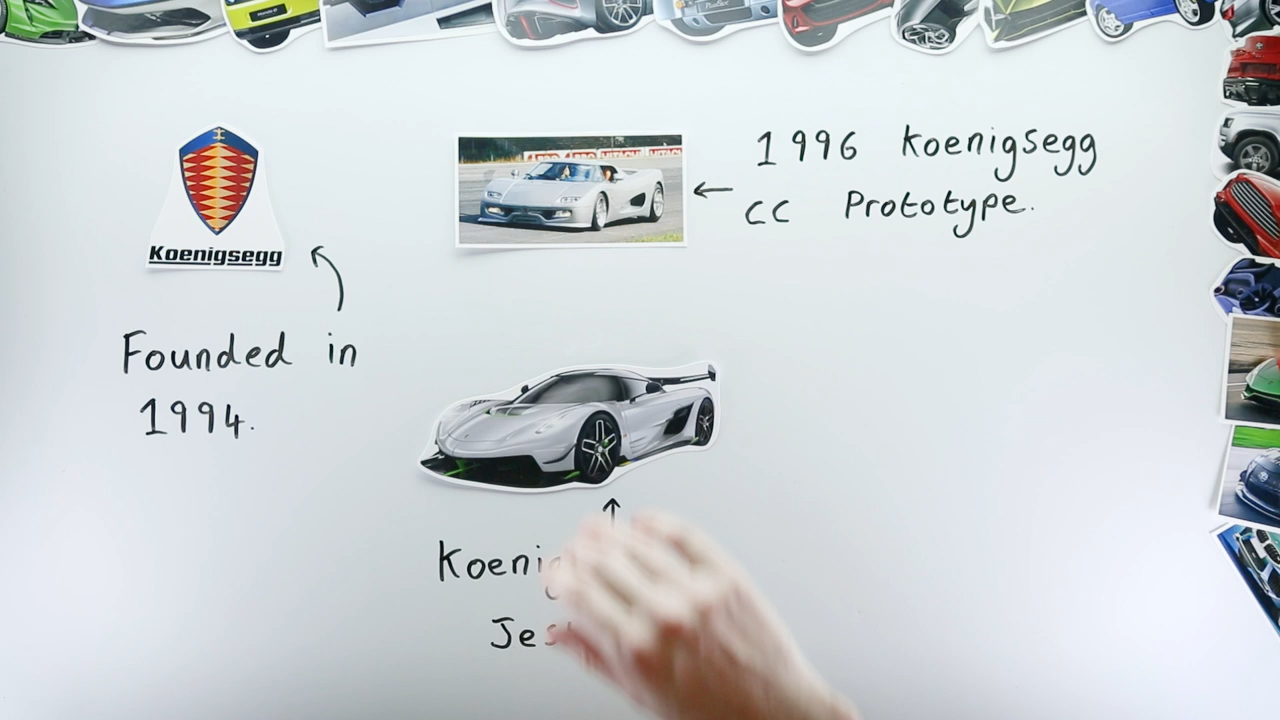 Koenigsegg
Founded in
1994.
1996 Koenigsegg
CC Prototype.